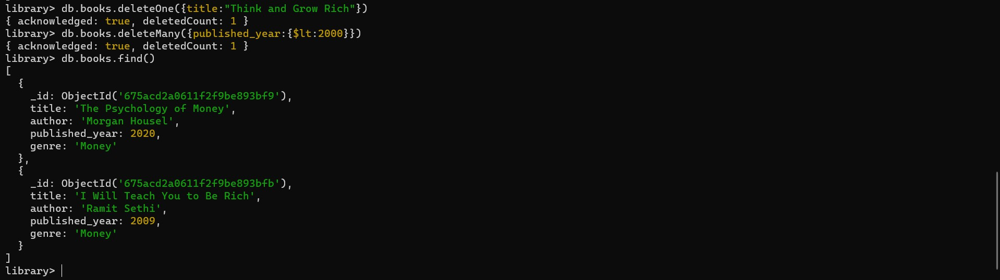 library> db.books.deleteOne({title:"Think and Grow Rich"})
{ acknowledged: true, deletedCount: 1 }
library> db.books.deleteMany({published_year:{$lt:2000}})
{ acknowledged: true, deletedCount: 1 }
library> db.books.find()
[
  {
    _id: ObjectId('675acd2a0611f2f9be893bf9'),
    title: 'The Psychology of Money',
    author: 'Morgan Housel',
    published_year: 2020,
    genre: 'Money'
  },
  {
    _id: ObjectId('675acd2a0611f2f9be893bfb'),
    title: 'I Will Teach You to Be Rich',
    author: 'Ramit Sethi',
    published_year: 2009,
    genre: 'Money'
  }
]
library>